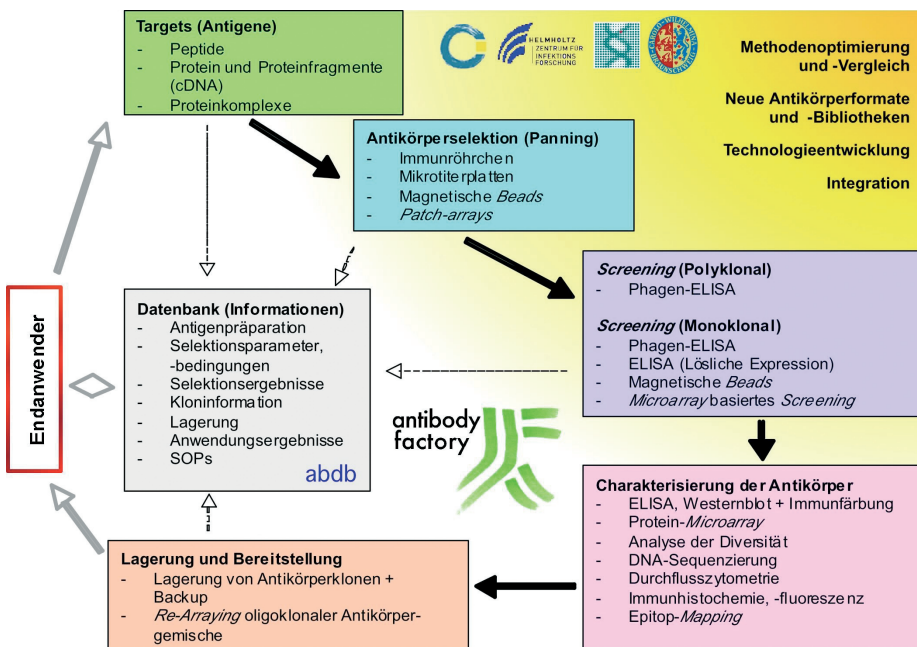 Targets (Antigene)
- Peptide
- Protein und Proteinfragmente
(cDNA)
- Proteinkomplexe
HELMHOLTZ
ZENTRUM FÜR
INFEKTIONS
FORSCHUNG
Methodenoptimierung
und -Vergleich
Neue Antikörperformate
und -Bibliotheken
Technologieentwicklung
Integration
Antikörperselektion (Panning)
- Immunröhrchen
- Mikrotiterplatten
- Magnetische Beads
- Patch-arrays
Screening (Polyklonal)
- Phagen-ELISA
Screening (Monoklonal)
- Phagen-ELISA
- ELISA (Lösliche Expression)
- Magnetische Beads
- Microarray basiertes Screening
Endanwender
Datenbank (Informationen)
- Antigenpräparation
- Selektionsparameter,
-bedingungen
- Selektionsergebnisse
- Kloninformation
- Lagerung
- Anwendungsergebnisse
- SOPs
abdb
antibody
factory
Charakterisierung der Antikörper
- ELISA, Westernblot + Immunfärbung
- Protein-Microarray
- Analyse der Diversität
- DNA-Sequenzierung
- Durchflusszytometrie
- Immunhistochemie, -fluoreszenz
- Epitop-Mapping
Lagerung und Bereitstellung
- Lagerung von Antikörperklonen +
Backup
- Re-Arraying oligoklonaler Antikörper-
gemische